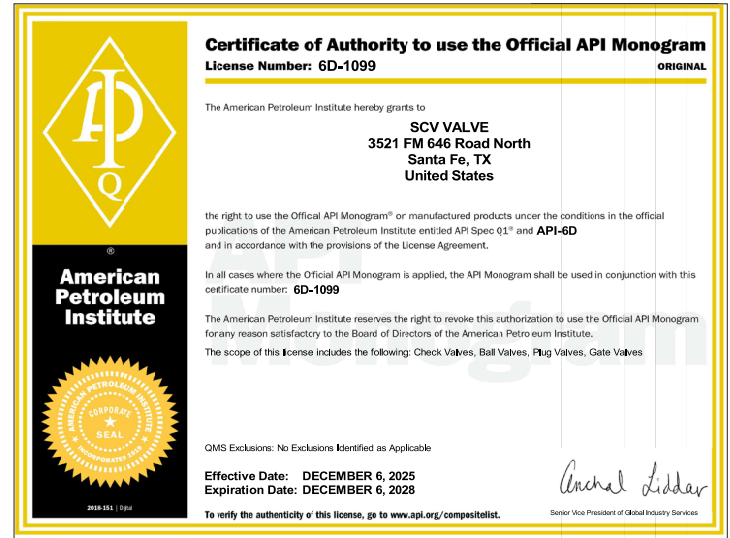 Certificate of Authority to use the Official API Monogram
License Number: 6D-1099
ORIGINAL
The American Petroleum Institute hereby grants to
SCV VALVE
3521 FM 646 Road North
Santa Fe, TX
United States
the right to use the Offical API Monogram® or manufactured products under the conditions in the official
publications of the American Petroleum Institute entitled API Spec Q1® and API-6D
and in accordance with the provisions of the License Agreement.
In all cases where the Official API Monogram is applied, the API Monogram shall be used in conjunction with this
certificate number: 6D-1099
The American Petroleum Institute reserves the right to revoke this authorization to use the Official API Monogram
for any reason satisfactory to the Board of Directors of the American Petroleum Institute.
The scope of this license includes the following: Check Valves, Ball Valves, Plug Valves, Gate Valves
QMS Exclusions: No Exclusions Identified as Applicable
Effective Date: DECEMBER 6, 2025
Expiration Date: DECEMBER 6, 2028
To verify the authenticity of this license, go to www.api.org/compositelist.
Anchal Liddar
Senior Vice President of Global Industry Services
API
Q
®
American
Petroleum
Institute
AMERICAN PETROLEUM INSTITUTE
CORPORATE
SEAL
INCORPORATED 1919
2018-151 | Digital
API
Monogram